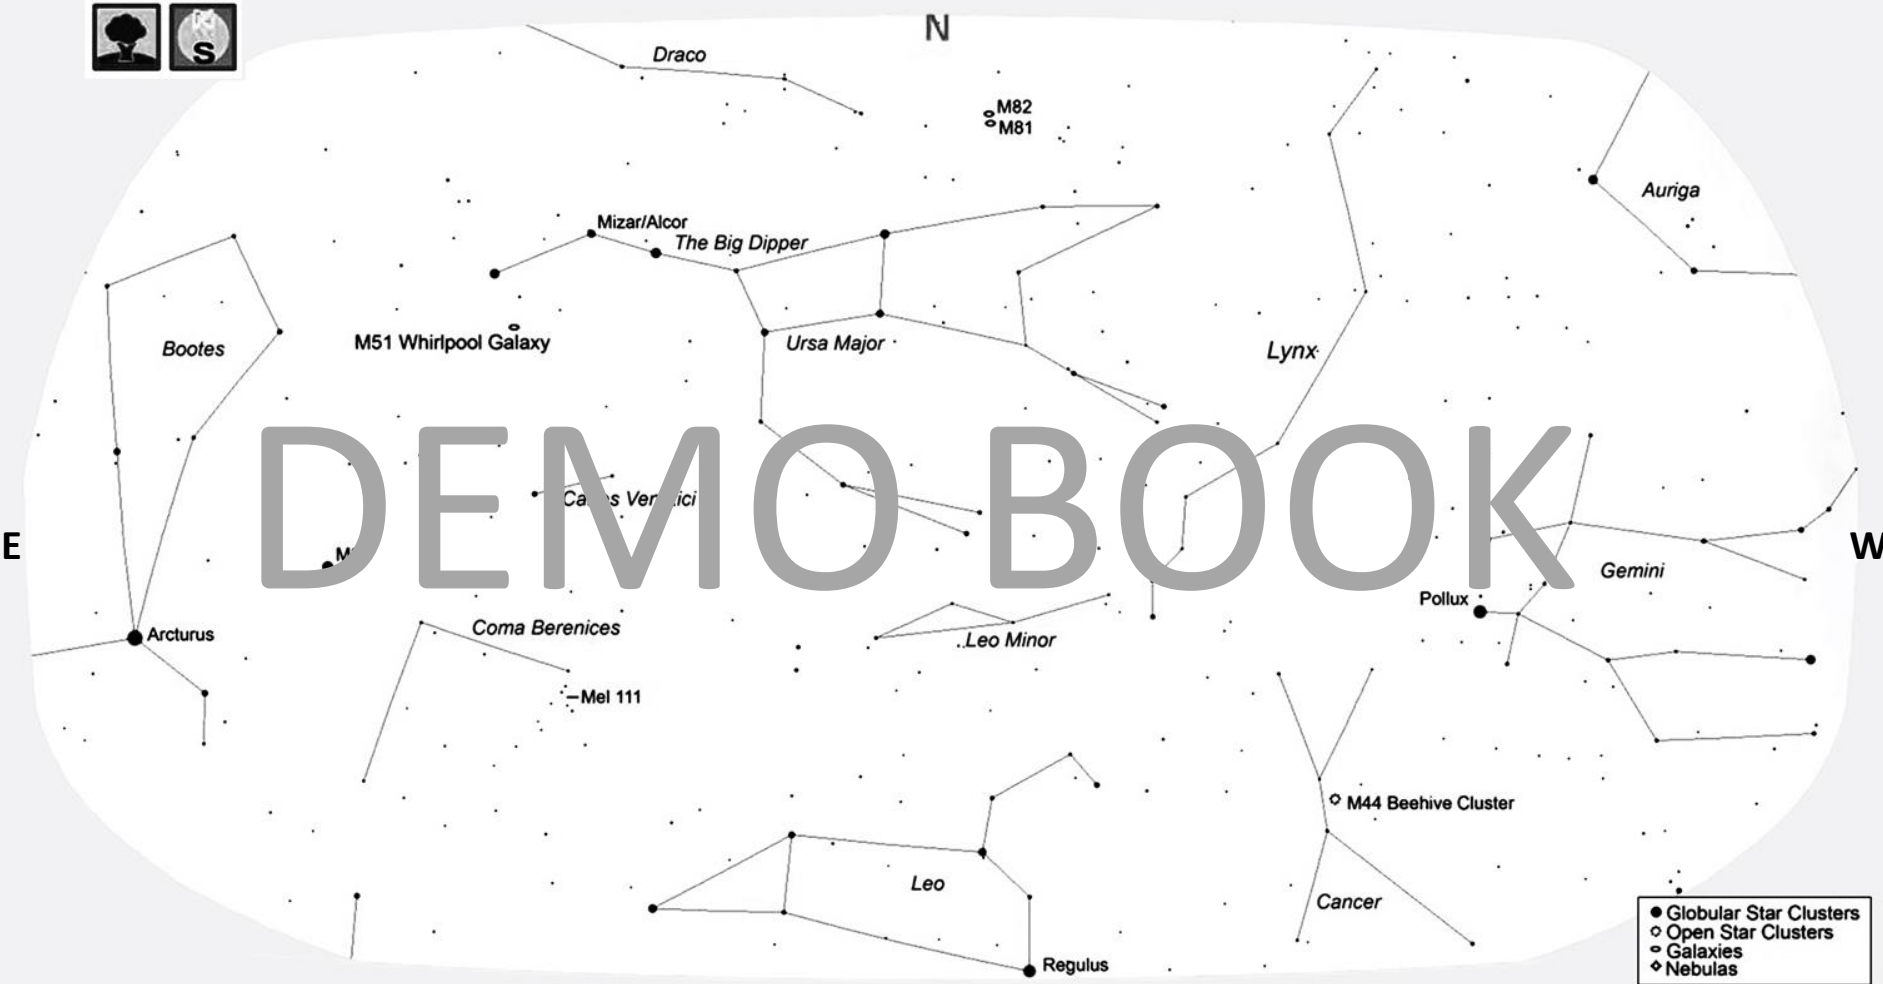 N
S
N
Draco
M82
M81
Auriga
Mizar/Alcor
The Big Dipper
Bootes
M51 Whirlpool Galaxy
Ursa Major
Lynx
DEMO BOOK
E
W
Gemini
Pollux
Arcturus
Coma Berenices
Leo Minor
Mel 111
M44 Beehive Cluster
Leo
Cancer
Regulus
Globular Star Clusters
Open Star Clusters
Galaxies
Nebulas